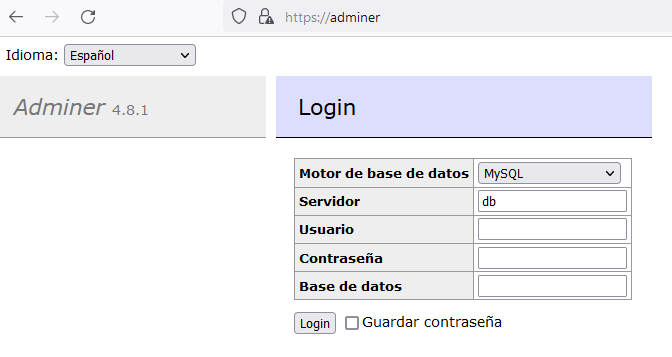 https://adminer
Idioma: Español
Adminer 4.8.1
Login
Motor de base de datos MySQL
Servidor db
Usuario
Contraseña
Base de datos
Login Guardar contraseña